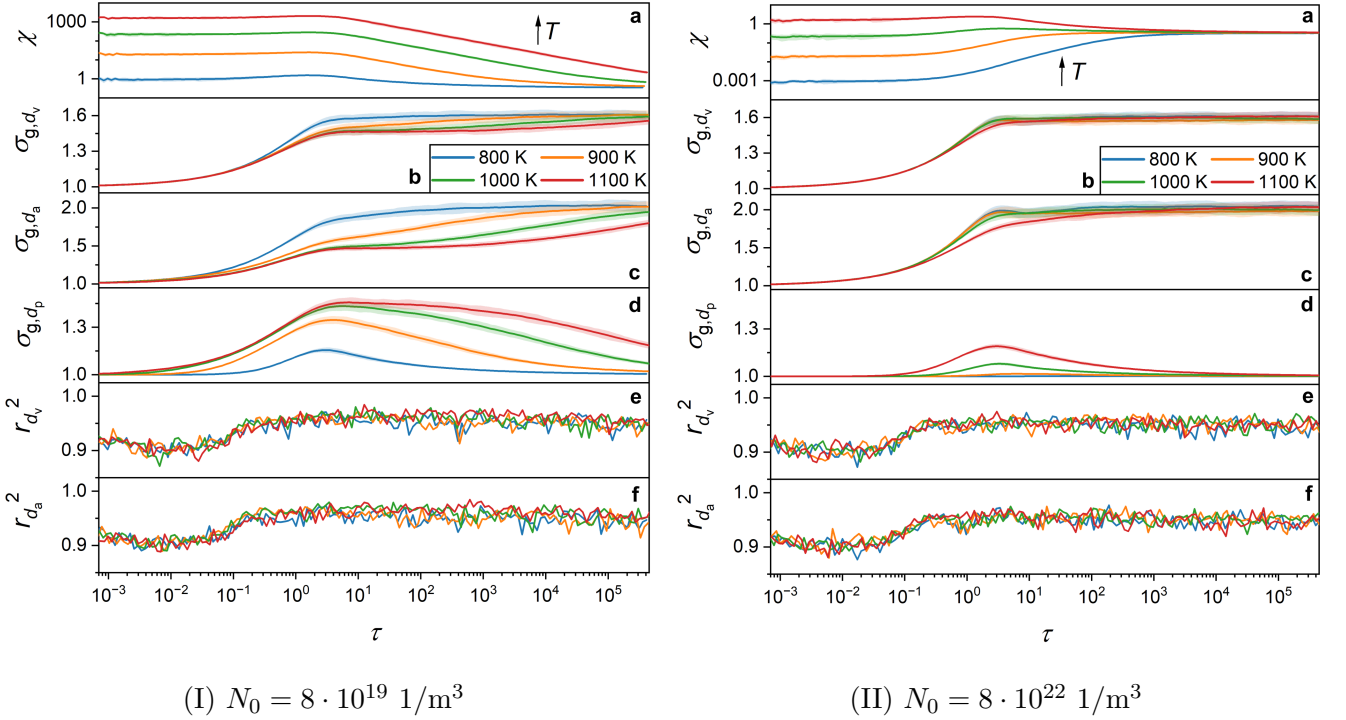 1000
1
χ
a
T
1.6
1.3
1.0
σg,dv
b
800 K 900 K
1000 K 1100 K
2.0
1.5
1.0
σg,da
c
1.3
1.0
σg,dp
d
1.0
0.9
rdv2
e
1.0
0.9
rda2
f
10−3 10−2 10−1 100 101 102 103 104 105
τ
(I) N0 = 8 · 1019 1/m3
1
0.001
χ
a
T
1.6
1.3
1.0
σg,dv
b
800 K 900 K
1000 K 1100 K
2.0
1.5
1.0
σg,da
c
1.3
1.0
σg,dp
d
1.0
0.9
rdv2
e
1.0
0.9
rda2
f
10−3 10−2 10−1 100 101 102 103 104 105
τ
(II) N0 = 8 · 1022 1/m3